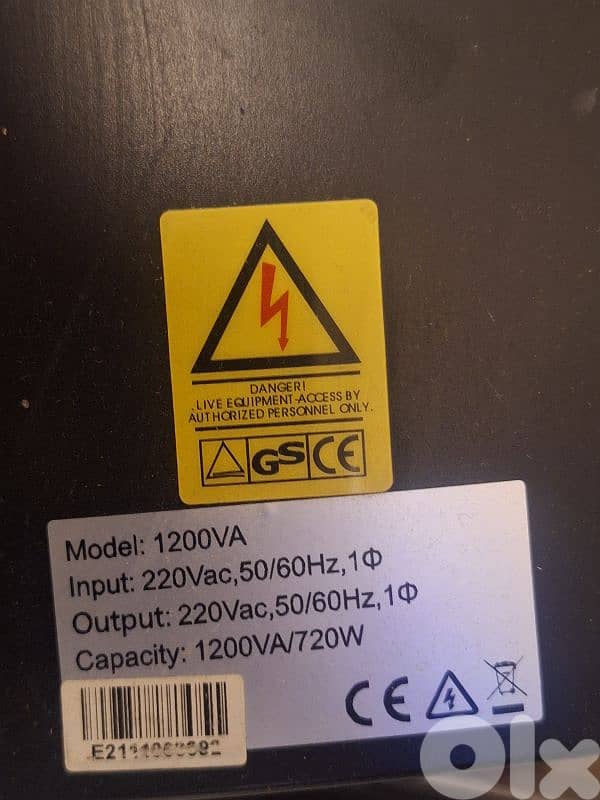 DANGER!
LIVE EQUIPMENT-ACCESS BY
AUTHORIZED PERSONNEL ONLY.
GS CE
Model: 1200VA
Input: 220Vac,50/60Hz,1Φ
Output: 220Vac,50/60Hz,1Φ
Capacity: 1200VA/720W
CE
olx